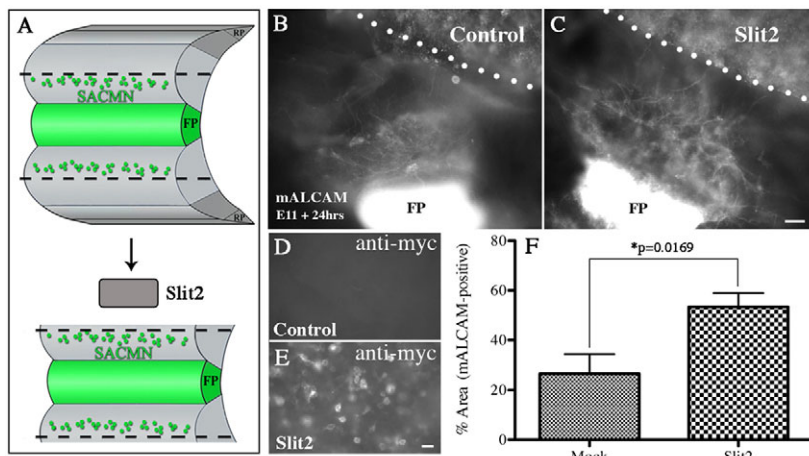 A
RP
SACMN
FP
RP
Slit2
SACMN
FP
B
Control
mALCAM
E11 + 24hrs
FP
C
Slit2
FP
D
anti-myc
Control
E
anti-myc
Slit2
F
*p=0.0169
% Area (mALCAM-positive)
80
60
40
20
0
Mock
Slit2